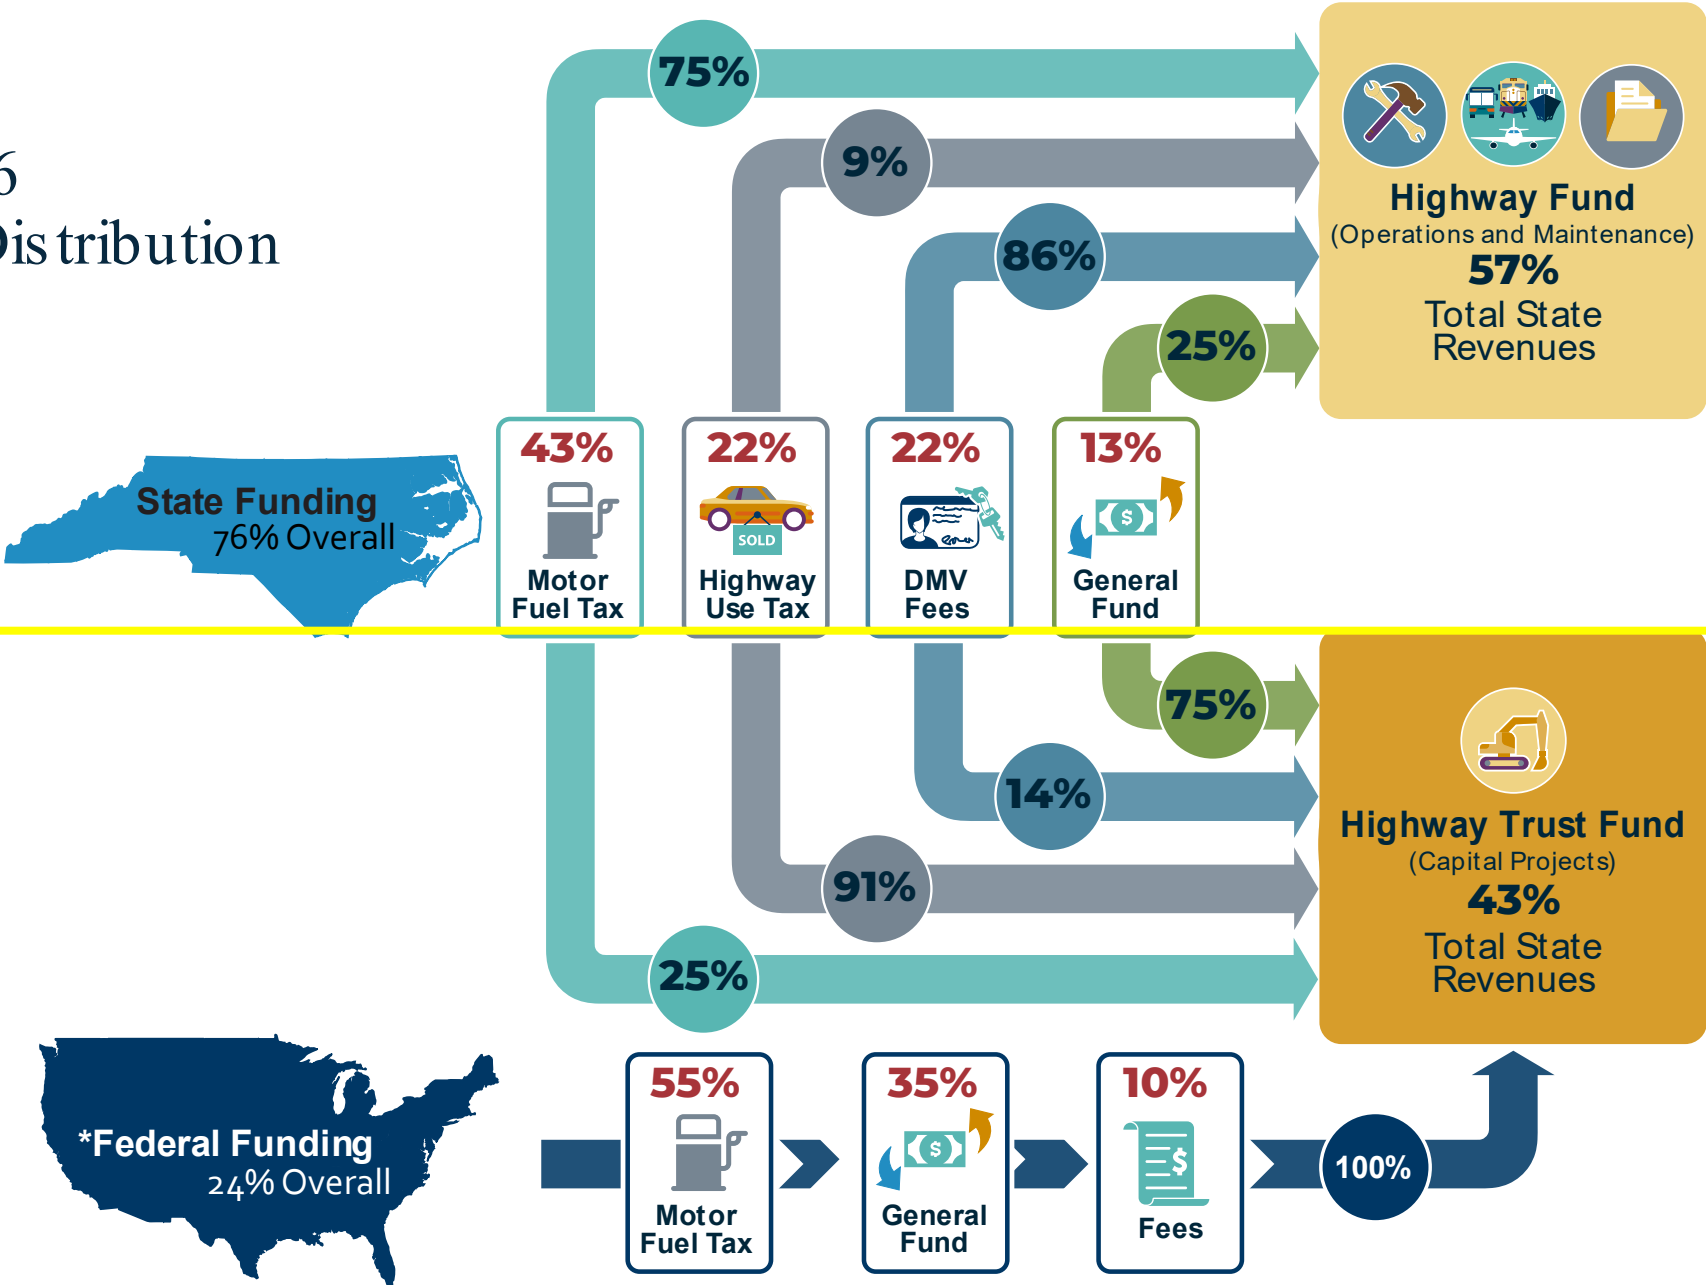 6
Distribution
75%
9%
86%
25%
Highway Fund
(Operations and Maintenance)
57%
Total State
Revenues
State Funding
76% Overall
43%
Motor
Fuel Tax
22%
SOLD
Highway
Use Tax
22%
DMV
Fees
13%
$
General
Fund
75%
14%
91%
25%
Highway Trust Fund
(Capital Projects)
43%
Total State
Revenues
*Federal Funding
24% Overall
55%
Motor
Fuel Tax
35%
$
General
Fund
10%
$
Fees
100%